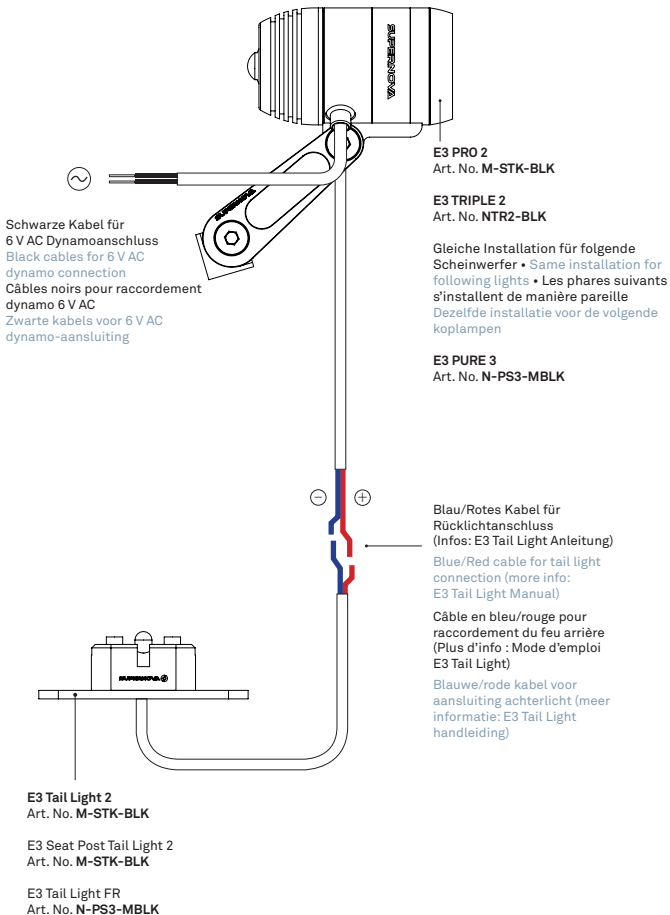 SUPERNOVA
E3 PRO 2
Art. No. M-STK-BLK
E3 TRIPLE 2
Art. No. NTR2-BLK
Gleiche Installation für folgende
Scheinwerfer • Same installation for
following lights • Les phares suivants
s'installent de manière pareille
Dezelfde installatie voor de volgende
koplampen
E3 PURE 3
Art. No. N-PS3-MBLK
SUPERNOVA
Schwarze Kabel für
6 V AC Dynamoanschluss
Black cables for 6 V AC
dynamo connection
Câbles noirs pour raccordement
dynamo 6 V AC
Zwarte kabels voor 6 V AC
dynamo-aansluiting
Blau/Rotes Kabel für
Rücklichtanschluss
(Infos: E3 Tail Light Anleitung)
Blue/Red cable for tail light
connection (more info:
E3 Tail Light Manual)
Câble en bleu/rouge pour
raccordement du feu arrière
(Plus d'info : Mode d'emploi
E3 Tail Light)
Blauwe/rode kabel voor
aansluiting achterlicht (meer
informatie: E3 Tail Light
handleiding)
SUPERNOVA
E3 Tail Light 2
Art. No. M-STK-BLK
E3 Seat Post Tail Light 2
Art. No. M-STK-BLK
E3 Tail Light FR
Art. No. N-PS3-MBLK